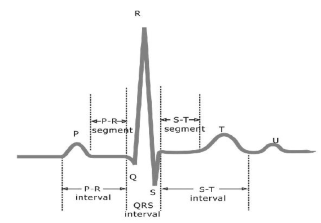 R
P-R
segment
S-T
segment
P
T
U
Q
S
P-R
interval
QRS
interval
S-T
interval